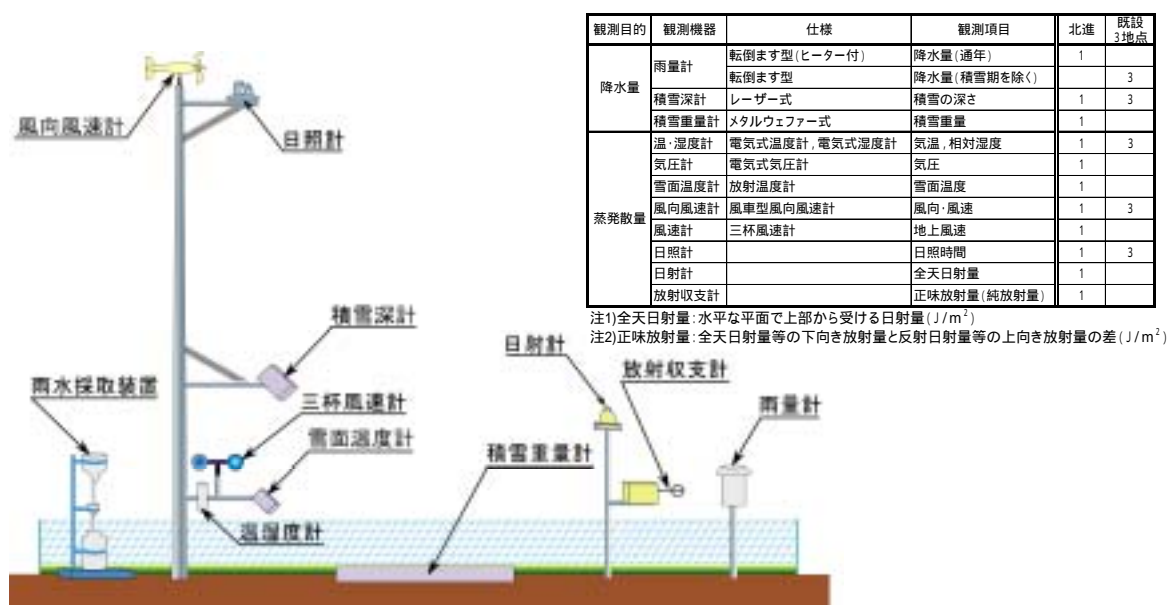 観測目的 観測機器 仕様 観測項目 北進 既設3地点
降水量 雨量計 転倒ます型(ヒーター付) 降水量(通年) 1
転倒ます型 降水量(積雪期を除く) 3
積雪深計 レーザー式 積雪の深さ 1 3
積雪重量計 メタルウェファー式 積雪重量 1
蒸発散量 温・湿度計 電気式温度計,電気式湿度計 気温,相対湿度 1 3
気圧計 電気式気圧計 気圧 1
雪面温度計 放射温度計 雪面温度 1
風向風速計 風車型風向風速計 風向・風速 1 3
風速計 三杯風速計 地上風速 1
日照計 日照時間 1 3
日射計 全天日射量 1
放射収支計 正味放射量(純放射量) 1
注1)全天日射量:水平な平面で上部から受ける日射量(J/m²)
注2)正味放射量:全天日射量等の下向き放射量と反射日射量等の上向き放射量の差(J/m²)
風向風速計
日照計
積雪深計
日射計
放射収支計
雨水採取装置
三杯風速計
雨量計
雪面温度計
積雪重量計
温湿度計